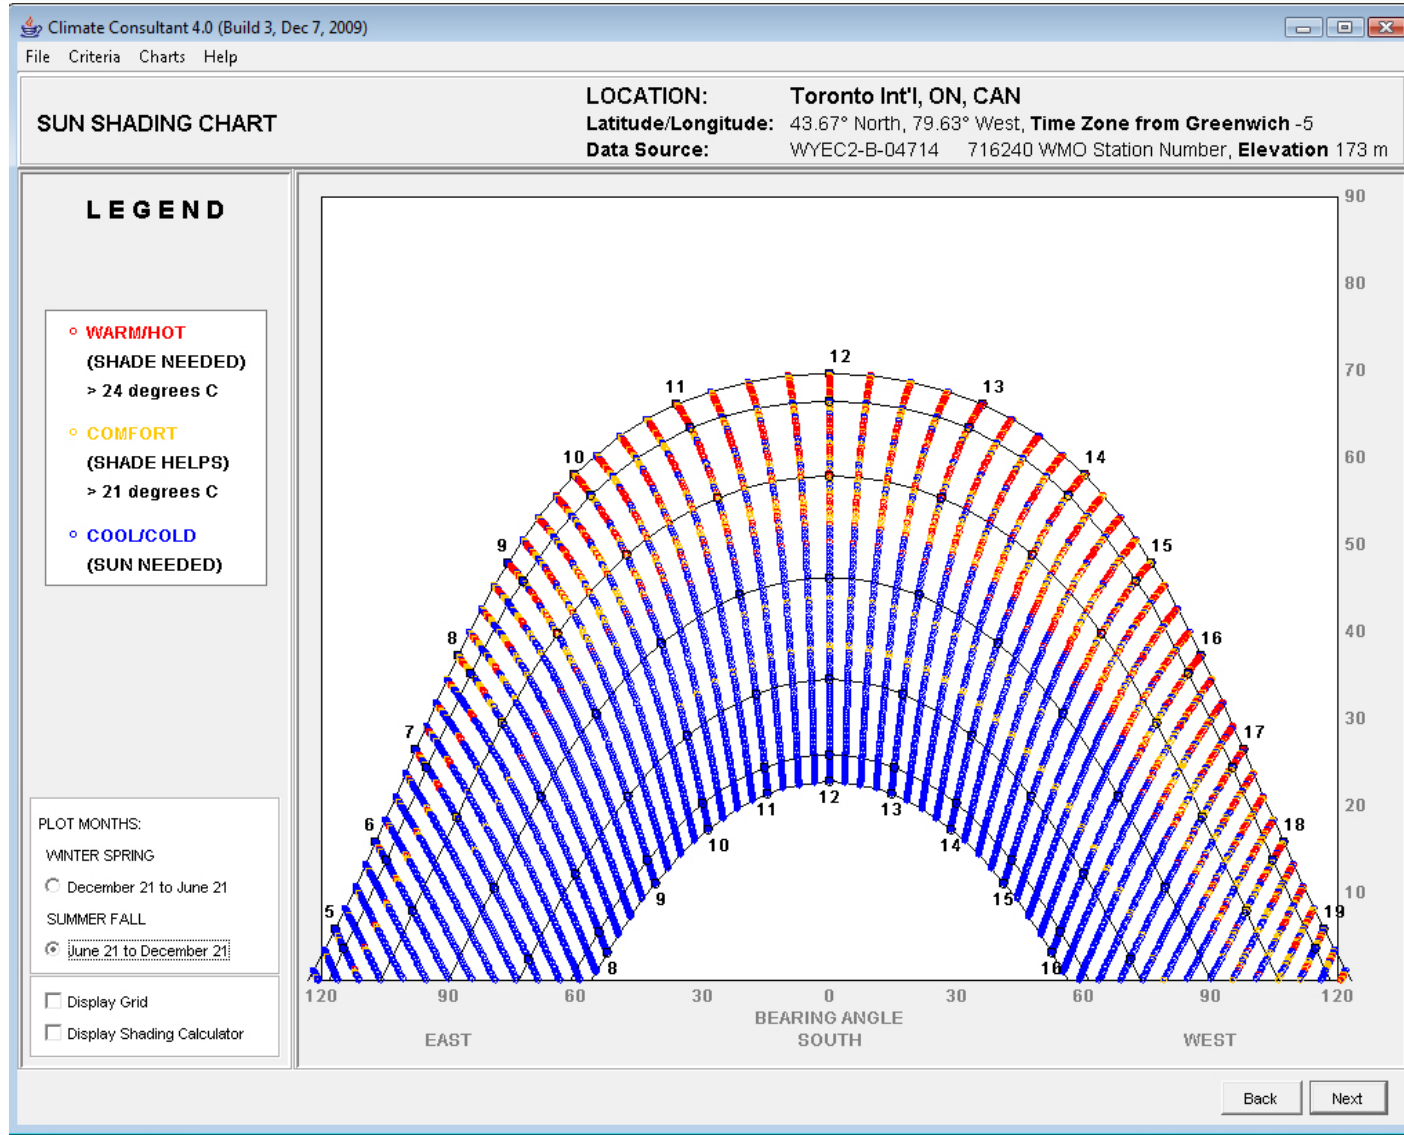 Climate Consultant 4.0 (Build 3, Dec 7, 2009)
File Criteria Charts Help
SUN SHADING CHART
LOCATION: Toronto Int'l, ON, CAN
Latitude/Longitude: 43.67° North, 79.63° West, Time Zone from Greenwich -5
Data Source: WYEC2-B-04714 716240 WMO Station Number, Elevation 173 m
LEGEND
WARM/HOT
(SHADE NEEDED)
> 24 degrees C
COMFORT
(SHADE HELPS)
> 21 degrees C
COOL/COLD
(SUN NEEDED)
PLOT MONTHS:
WINTER SPRING
December 21 to June 21
SUMMER FALL
June 21 to December 21
Display Grid
Display Shading Calculator
90
80
70
60
50
40
30
20
10
12
11 13
10 14
9 15
8 16
7 17
6 18
5 19
12
11 13
10 14
9 15
8 16
120 90 60 30 0 30 60 90 120
BEARING ANGLE
EAST SOUTH WEST
Back Next